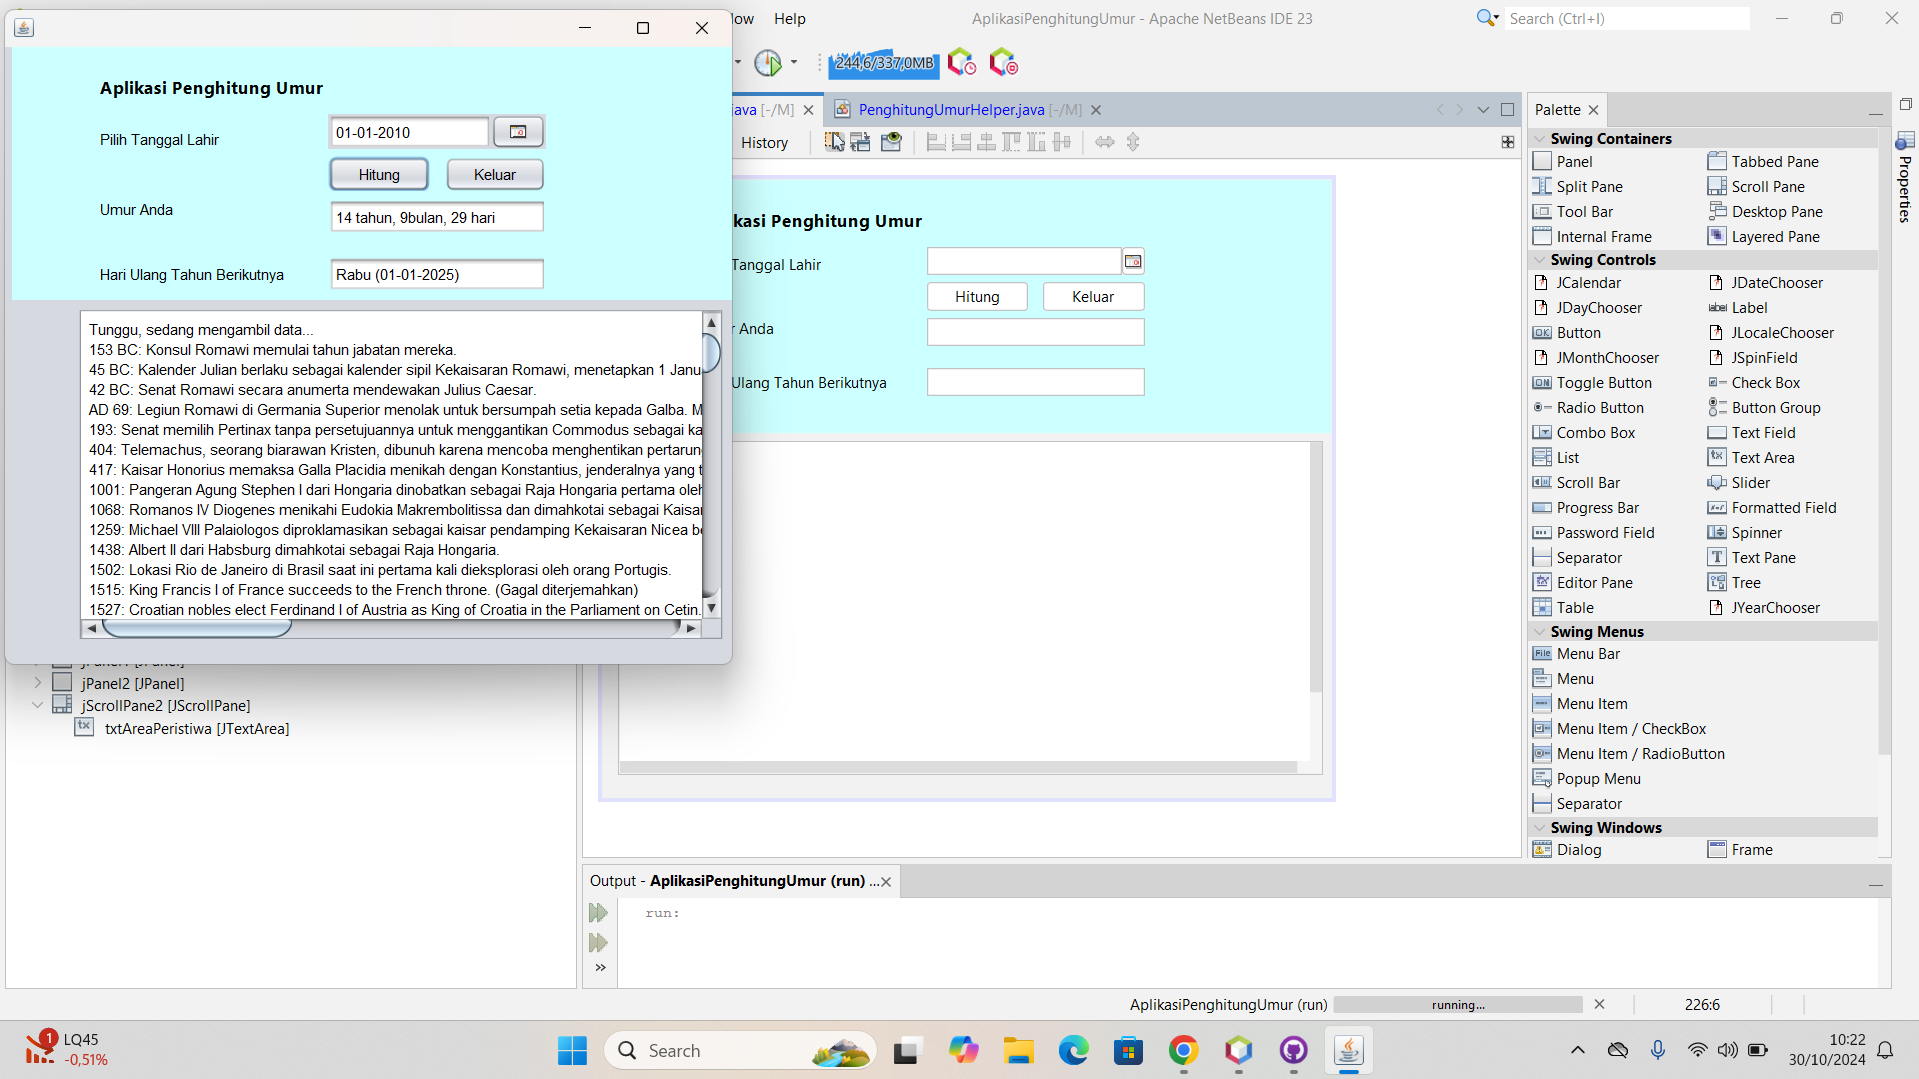 low
Help
AplikasiPenghitungUmur - Apache NetBeans IDE 23
Search (Ctrl+I)
244,6/337,0MB
Aplikasi Penghitung Umur
Pilih Tanggal Lahir
01-01-2010
Hitung
Keluar
Umur Anda
14 tahun, 9bulan, 29 hari
Hari Ulang Tahun Berikutnya
Rabu (01-01-2025)
Tunggu, sedang mengambil data...
153 BC: Konsul Romawi memulai tahun jabatan mereka.
45 BC: Kalender Julian berlaku sebagai kalender sipil Kekaisaran Romawi, menetapkan 1 Janu
42 BC: Senat Romawi secara anumerta mendewakan Julius Caesar.
AD 69: Legiun Romawi di Germania Superior menolak untuk bersumpah setia kepada Galba. M
193: Senat memilih Pertinax tanpa persetujuannya untuk menggantikan Commodus sebagai ka
404: Telemachus, seorang biarawan Kristen, dibunuh karena mencoba menghentikan pertarun
417: Kaisar Honorius memaksa Galla Placidia menikah dengan Konstantius, jenderalnya yang t
1001: Pangeran Agung Stephen I dari Hongaria dinobatkan sebagai Raja Hongaria pertama oleh
1068: Romanos IV Diogenes menikahi Eudokia Makrembolitissa dan dimahkotai sebagai Kaisar
1259: Michael VIII Palaiologos diproklamasikan sebagai kaisar pendamping Kekaisaran Nicea be
1438: Albert II dari Habsburg dimahkotai sebagai Raja Hongaria.
1502: Lokasi Rio de Janeiro di Brasil saat ini pertama kali dieksplorasi oleh orang Portugis.
1515: King Francis I of France succeeds to the French throne. (Gagal diterjemahkan)
1527: Croatian nobles elect Ferdinand I of Austria as King of Croatia in the Parliament on Cetin.
jPanel1 [JPanel]
jPanel2 [JPanel]
jScrollPane2 [JScrollPane]
txtAreaPeristiwa [JTextArea]
java [-/M]
PenghitungUmurHelper.java [-/M]
History
kasi Penghitung Umur
Tanggal Lahir
Hitung
Keluar
r Anda
Ulang Tahun Berikutnya
Palette
Swing Containers
Panel
Tabbed Pane
Split Pane
Scroll Pane
Tool Bar
Desktop Pane
Internal Frame
Layered Pane
Swing Controls
JCalendar
JDateChooser
JDayChooser
Label
Button
JLocaleChooser
JMonthChooser
JSpinField
Toggle Button
Check Box
Radio Button
Button Group
Combo Box
Text Field
List
Text Area
Scroll Bar
Slider
Progress Bar
Formatted Field
Password Field
Spinner
Separator
Text Pane
Editor Pane
Tree
Table
JYearChooser
Swing Menus
Menu Bar
Menu
Menu Item
Menu Item / CheckBox
Menu Item / RadioButton
Popup Menu
Separator
Swing Windows
Dialog
Frame
Properties
Output - AplikasiPenghitungUmur (run) ...
run:
AplikasiPenghitungUmur (run)
running...
226:6
1
LQ45
-0,51%
Search
10:22
30/10/2024